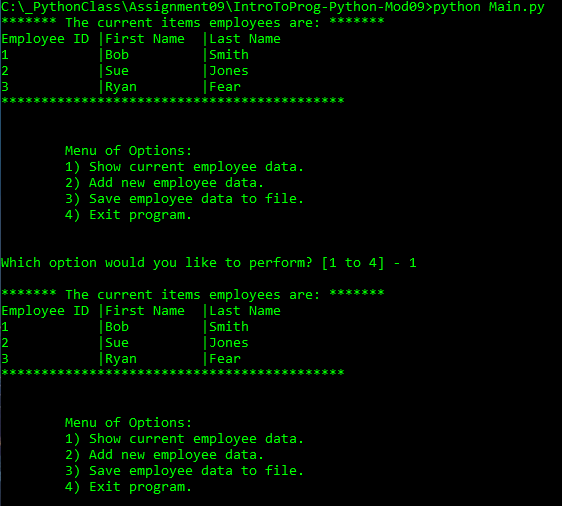 C:\_PythonClass\Assignment09\IntroToProg-Python-Mod09>python Main.py
******* The current items employees are: *******
Employee ID |First Name  |Last Name
1           |Bob         |Smith
2           |Sue         |Jones
3           |Ryan        |Fear
*******************************************
Menu of Options:
1) Show current employee data.
2) Add new employee data.
3) Save employee data to file.
4) Exit program.
Which option would you like to perform? [1 to 4] - 1
******* The current items employees are: *******
Employee ID |First Name  |Last Name
1           |Bob         |Smith
2           |Sue         |Jones
3           |Ryan        |Fear
*******************************************
Menu of Options:
1) Show current employee data.
2) Add new employee data.
3) Save employee data to file.
4) Exit program.